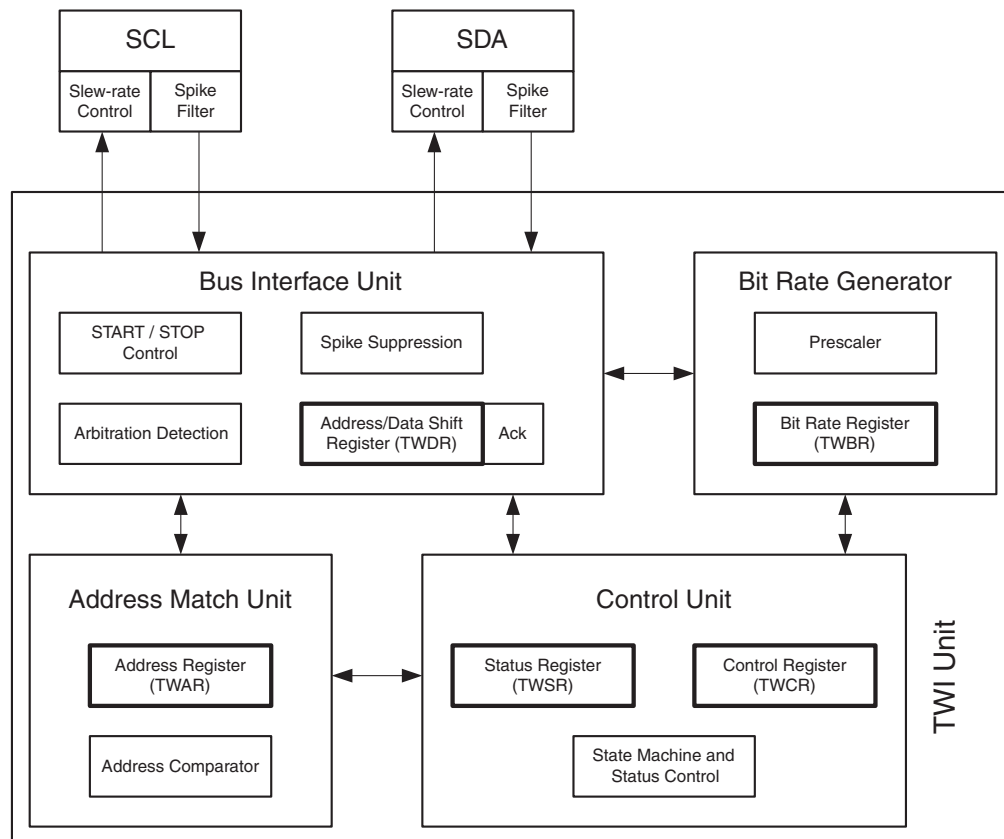 SCL
Slew-rate
Control
Spike
Filter
SDA
Slew-rate
Control
Spike
Filter
Bus Interface Unit
START / STOP
Control
Spike Suppression
Arbitration Detection
Address/Data Shift
Register (TWDR)
Ack
Bit Rate Generator
Prescaler
Bit Rate Register
(TWBR)
Address Match Unit
Address Register
(TWAR)
Address Comparator
Control Unit
Status Register
(TWSR)
Control Register
(TWCR)
State Machine and
Status Control
TWI Unit